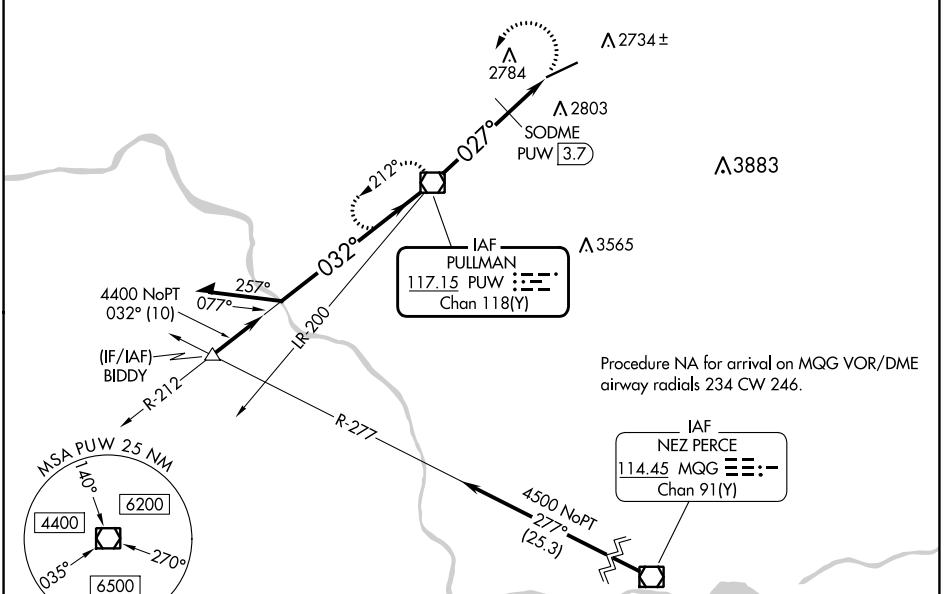 2734 ±
2784
2803
SODME
PUW 3.7
027°
3883
212°
3565
IAF
PULLMAN
117.15 PUW
Chan 118(Y)
032°
257°
077°
4400 NoPT
032° (10)
LR-200
(IF/IAF)
BIDDY
R-212
R-277
Procedure NA for arrival on MQG VOR/DME
airway radials 234 CW 246.
IAF
NEZ PERCE
114.45 MQG
Chan 91(Y)
4500 NoPT
277°
(25.3)
MSA PUW 25 NM
140°
6200
4400
270°
035°
6500